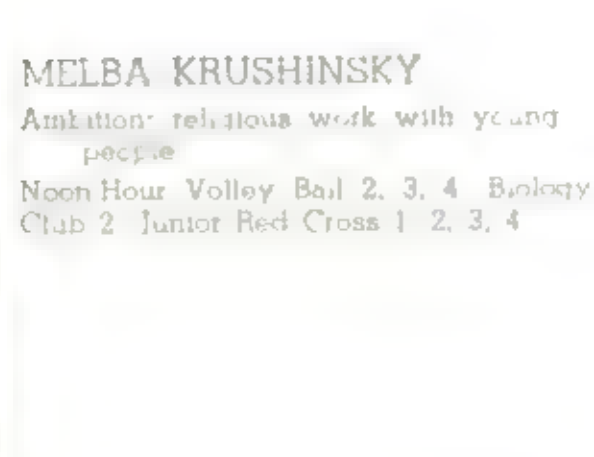 MELBA KRUSHINSKY
Ambition: religious work with young
people
Noon Hour Volley Ball 2, 3, 4 Biology
Club 2 Junior Red Cross 1 2, 3, 4